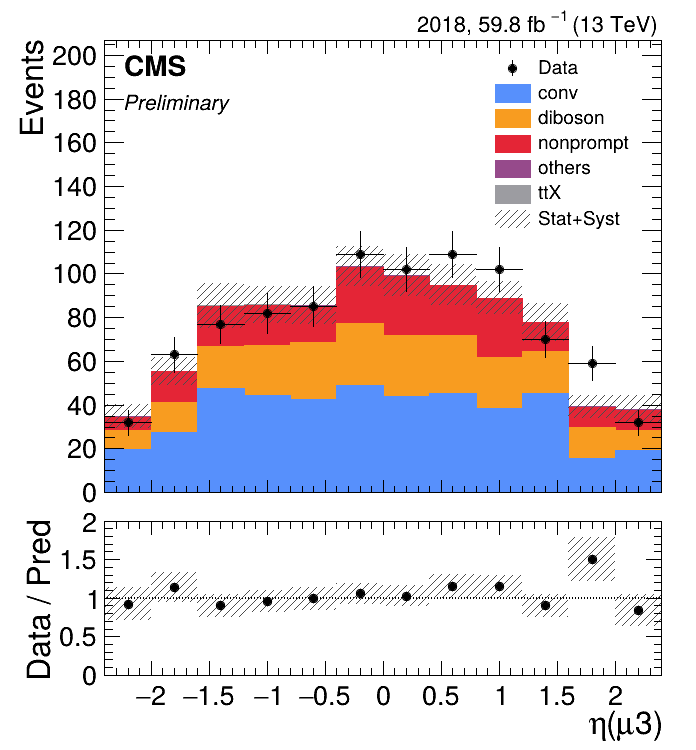 2018, 59.8 fb⁻¹ (13 TeV)
CMS
Preliminary
Events
200
180
160
140
120
100
80
60
40
20
0
Data
conv
diboson
nonprompt
others
ttX
Stat+Syst
Data / Pred
2
1.5
1
0.5
0
−2 −1.5 −1 −0.5 0 0.5 1 1.5 2
η(μ3)